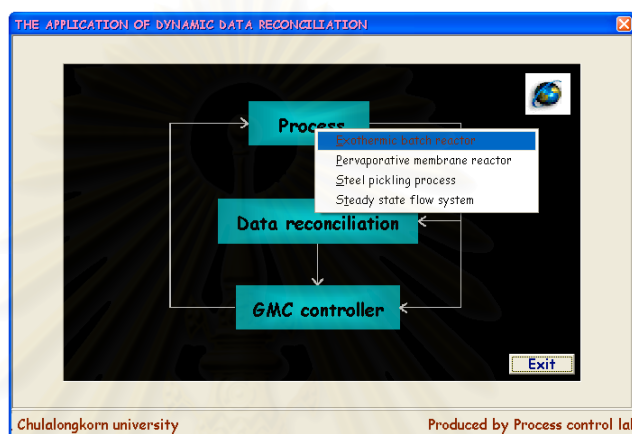 THE APPLICATION OF DYNAMIC DATA RECONCILIATION
Process
Exothermic batch reactor
Pervaporative membrane reactor
Steel pickling process
Steady state flow system
Data reconciliation
GMC controller
Exit
Chulalongkorn university
Produced by Process control lab